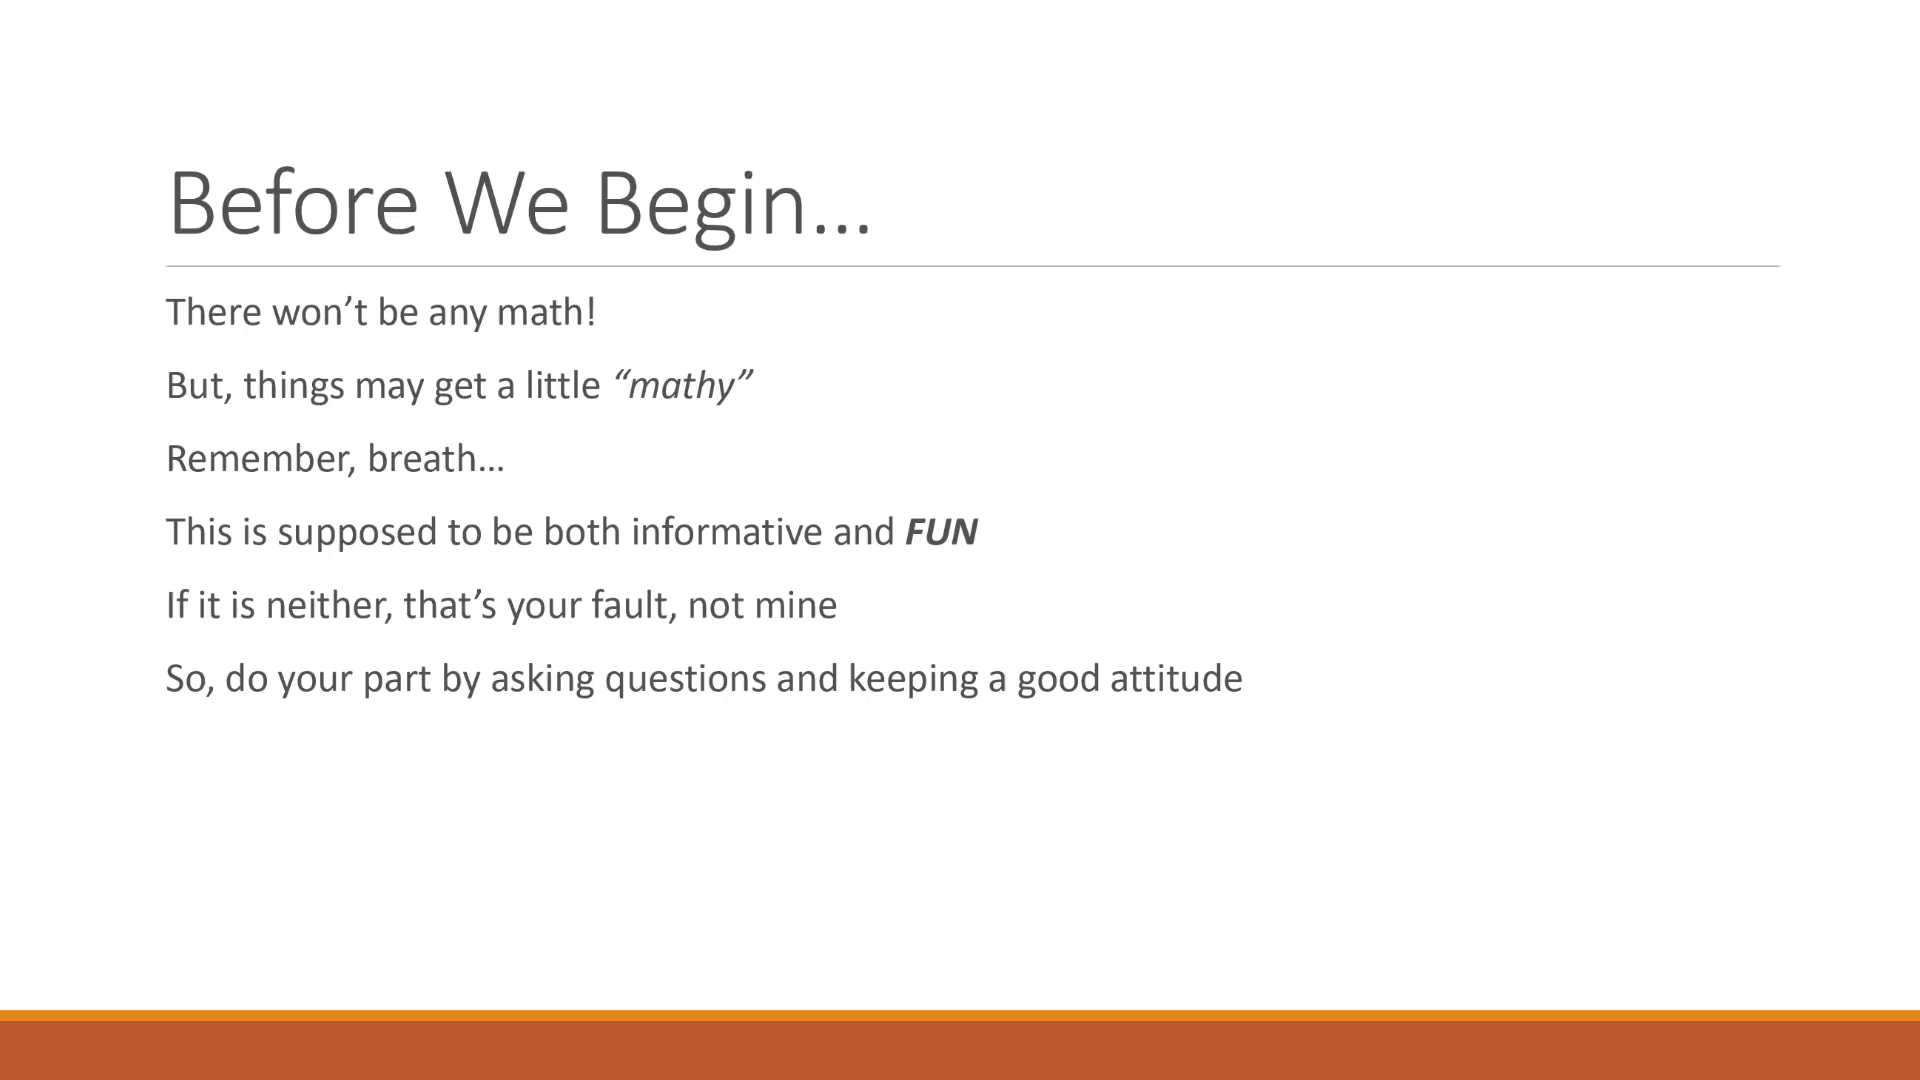 Before We Begin…
There won’t be any math!
But, things may get a little “mathy”
Remember, breath…
This is supposed to be both informative and FUN
If it is neither, that’s your fault, not mine
So, do your part by asking questions and keeping a good attitude